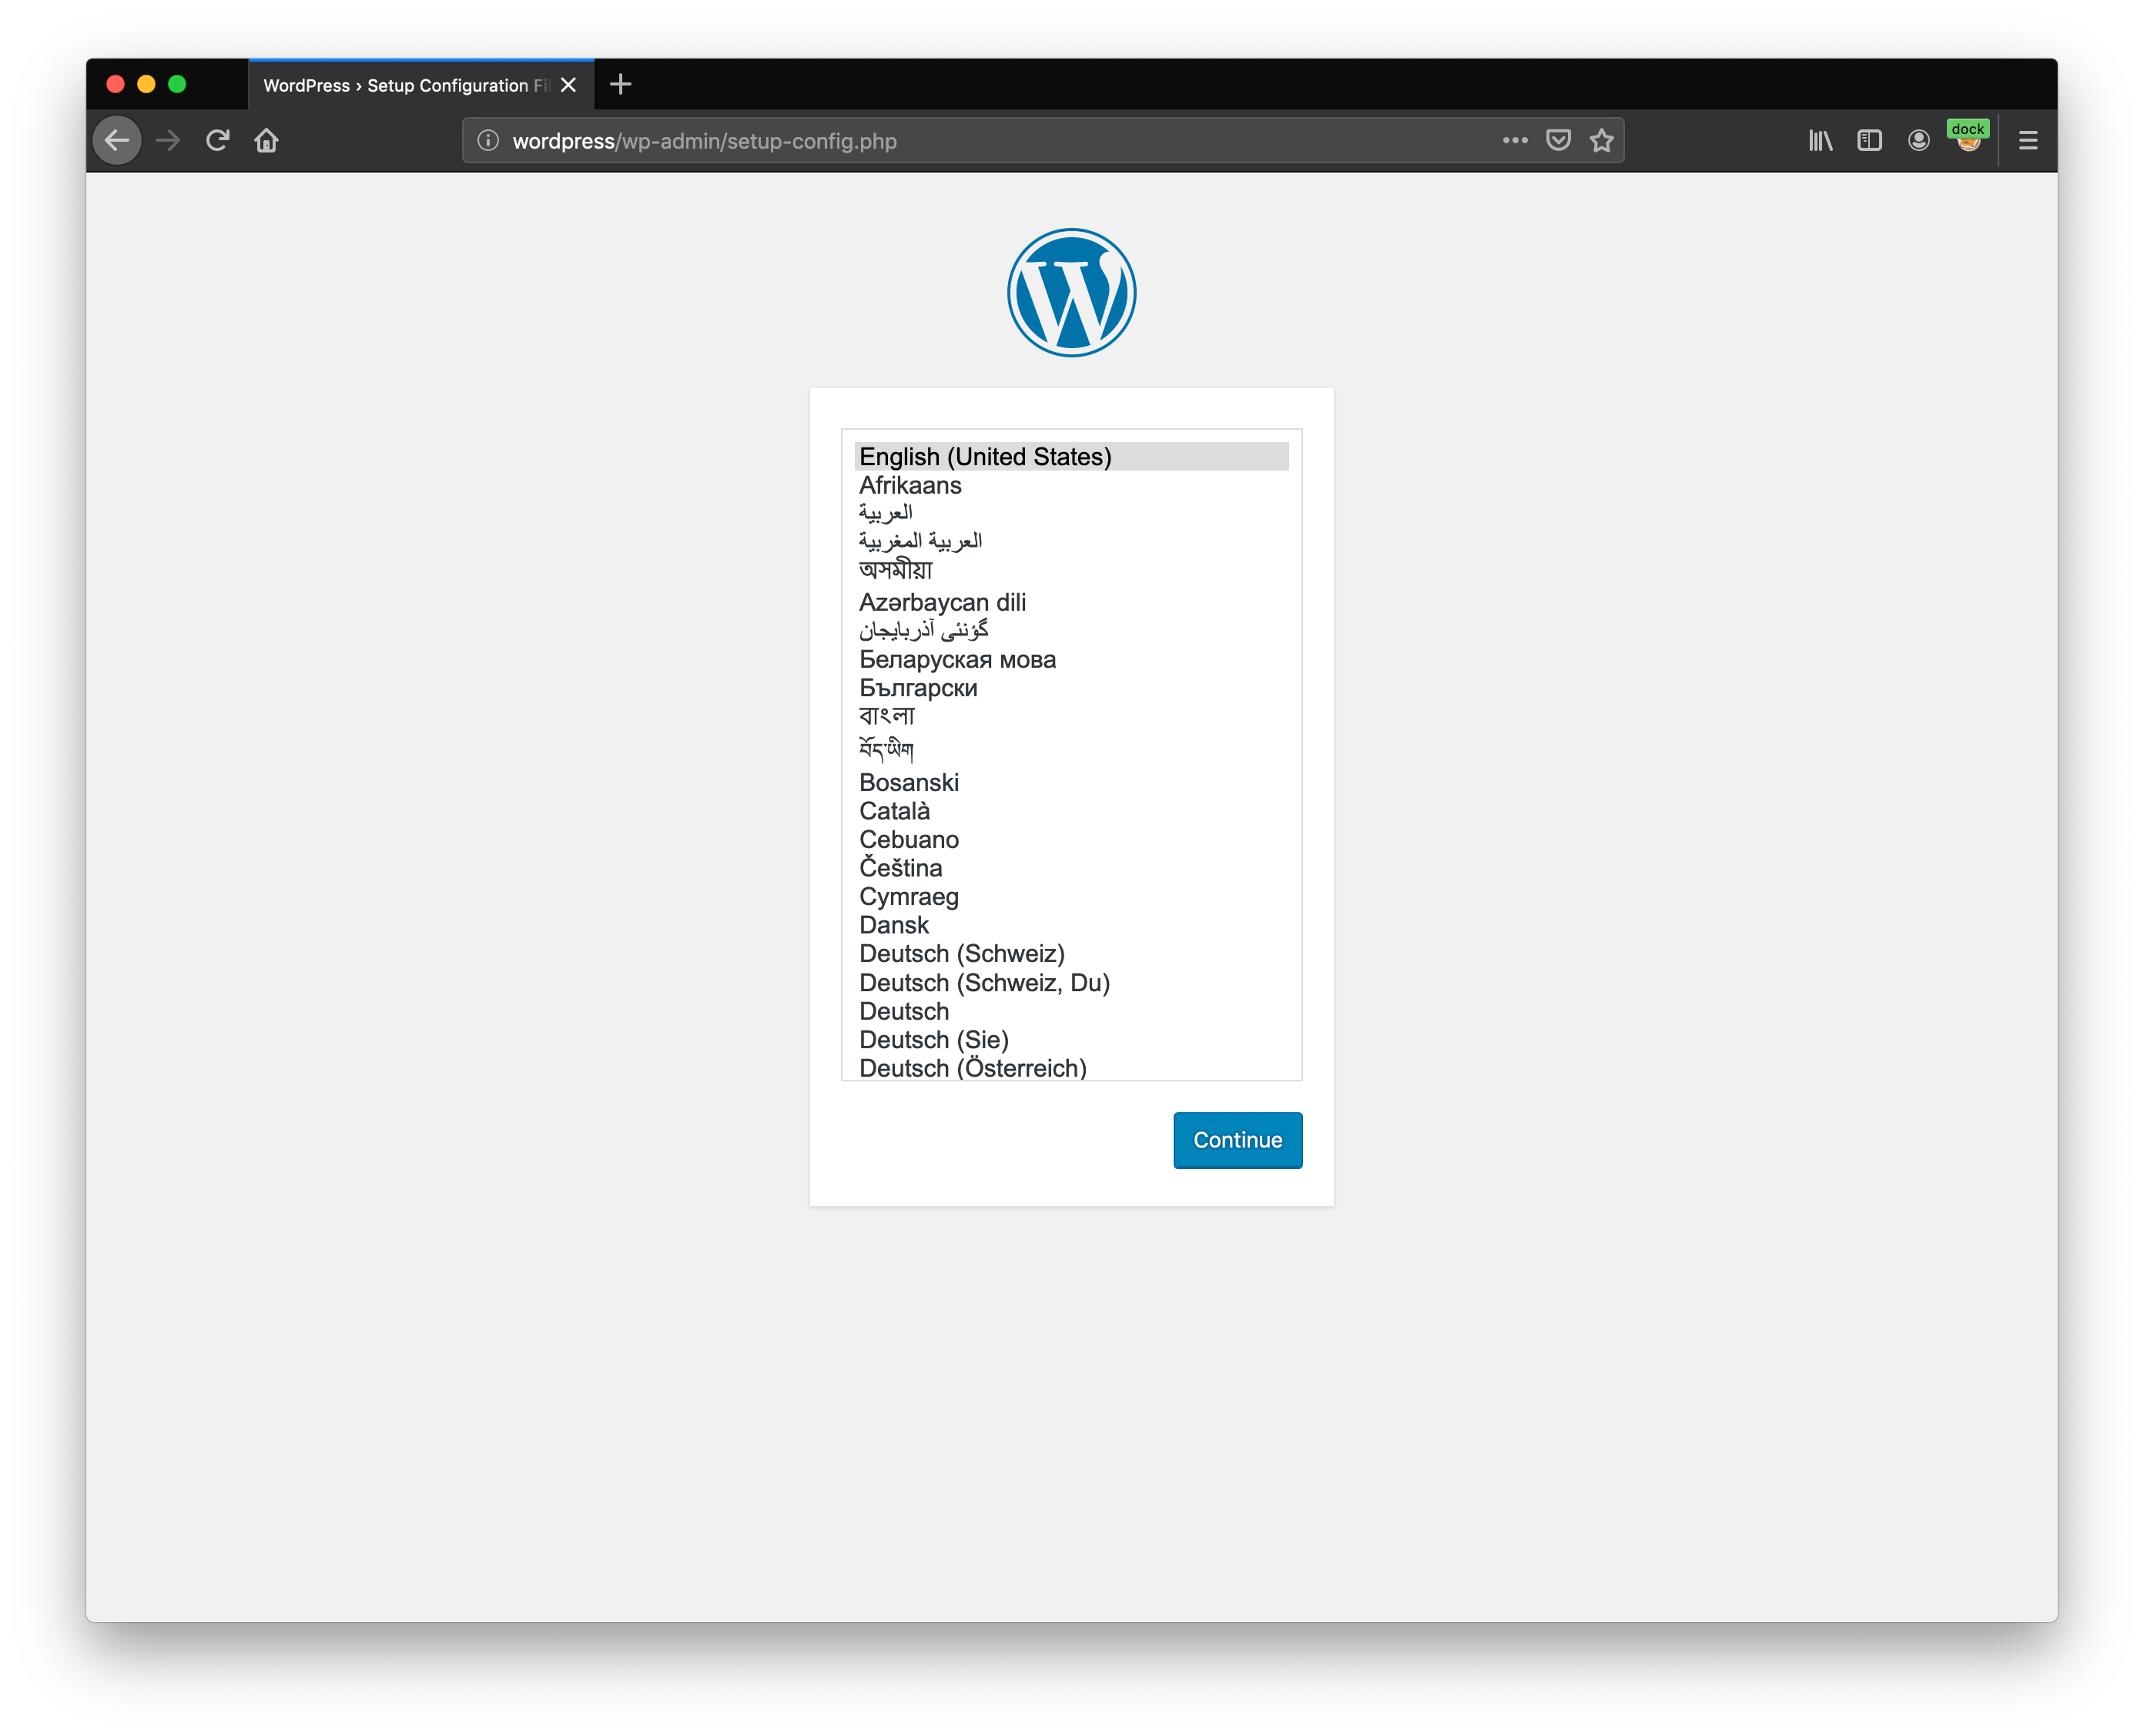 WordPress › Setup Configuration Fil
wordpress/wp-admin/setup-config.php
dock
English (United States)
Afrikaans
العربية
العربية المغربية
অসমীয়া
Azərbaycan dili
گؤنئی آذربایجان
Беларуская мова
Български
বাংলা
བོད་ཡིག
Bosanski
Català
Cebuano
Čeština
Cymraeg
Dansk
Deutsch (Schweiz)
Deutsch (Schweiz, Du)
Deutsch
Deutsch (Sie)
Deutsch (Österreich)
Continue